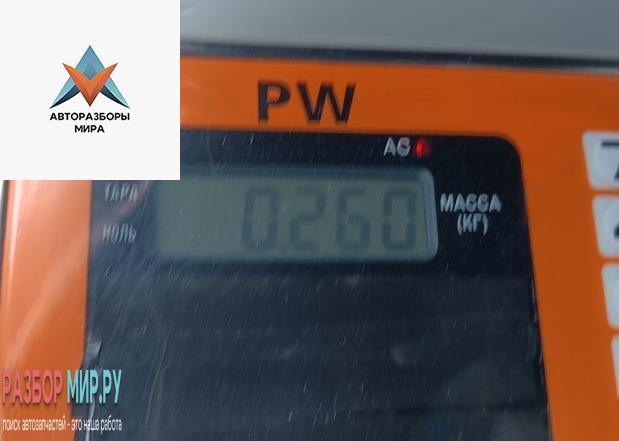 АВТОРАЗБОРЫ
МИРА
PW
AC
ТАРА
0.260
МАССА
(КГ)
НОЛЬ
РАЗБОР МИР.РУ
поиск автозапчастей - это наша работа